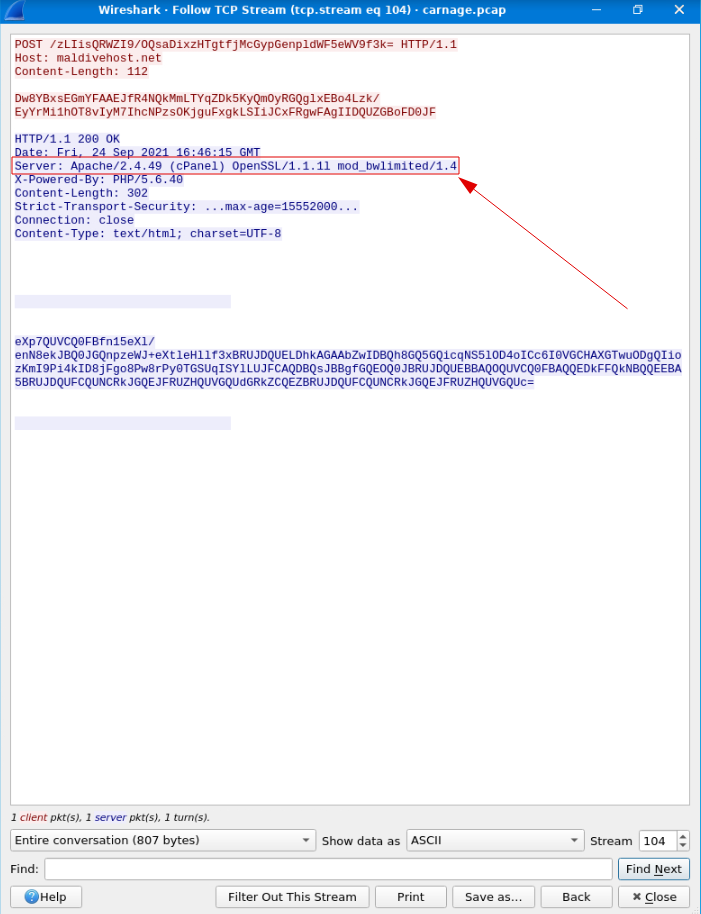 Wireshark · Follow TCP Stream (tcp.stream eq 104) · carnage.pcap
POST /zLIisQRWZI9/OQsaDixzHTgtfjMcGypGenpldWF5eWV9f3k= HTTP/1.1
Host: maldivehost.net
Content-Length: 112
Dw8YBxsEGmYFAAEJfR4NQkMmLTYqZDk5KyQmOyRGQglxEBo4Lzk/
EyYrMi1hOT8vIyM7IhcNPzsOKjguFxgkLSIiJCxFRgwFAgIIDQUZGBoFD0JF
HTTP/1.1 200 OK
Date: Fri, 24 Sep 2021 16:46:15 GMT
Server: Apache/2.4.49 (cPanel) OpenSSL/1.1.1l mod_bwlimited/1.4
X-Powered-By: PHP/5.6.40
Content-Length: 302
Strict-Transport-Security: ...max-age=15552000...
Connection: close
Content-Type: text/html; charset=UTF-8
eXp7QUVCQ0FBfn15eXl/
enN8ekJBQ0JGQnpzeWJ+eXtleHllf3xBRUJDQUELDhkAGAAbZwIDBQh8GQ5GQicqNS5lOD4oICc6I0VGCHAXGTwuODgQIio
zKmI9Pi4kID8jFgo8Pw8rPy0TGSUqISYlLUJFCAQDBQsJBBgfGQEOQ0JBRUJDQUEBBAQOQUVCQ0FBAQQEDkFFQkNBQQEEBA
5BRUJDQUFCQUNCRkJGQEJFRUZHQUVGQUdGRkZCQEZBRUJDQUFCQUNCRkJGQEJFRUZHQUVGQUc=
1 client pkt(s), 1 server pkt(s), 1 turn(s).
Entire conversation (807 bytes) Show data as ASCII Stream 104
Find: Find Next
Help Filter Out This Stream Print Save as… Back Close